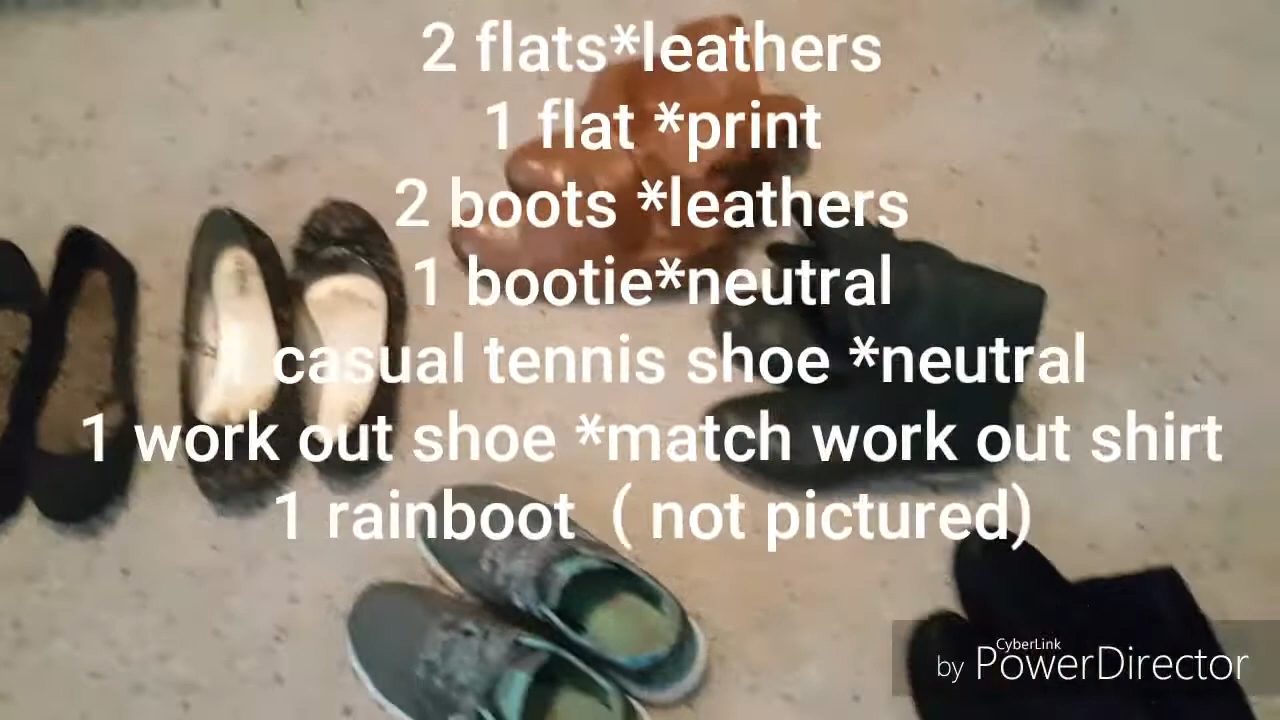 2 flats*leathers
1 flat *print
2 boots *leathers
1 bootie*neutral
1 casual tennis shoe *neutral
1 work out shoe *match work out shirt
1 rainboot ( not pictured)
CyberLink
by PowerDirector